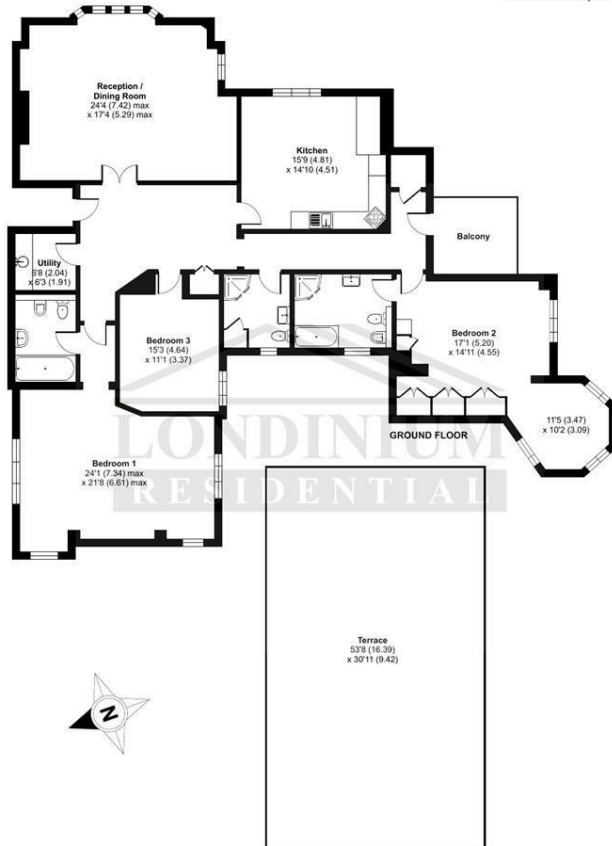 Reception /
Dining Room
24'4 (7.42) max
x 17'4 (5.29) max
Kitchen
15'9 (4.81)
x 14'10 (4.51)
Balcony
Utility
6'8 (2.04)
x 6'3 (1.91)
Bedroom 3
15'3 (4.64)
x 11'1 (3.37)
Bedroom 2
17'1 (5.20)
x 14'11 (4.55)
11'5 (3.47)
x 10'2 (3.09)
GROUND FLOOR
LONDINIUM
RESIDENTIAL
Bedroom 1
24'1 (7.34) max
x 21'8 (6.61) max
Terrace
53'8 (16.39)
x 30'11 (9.42)
N